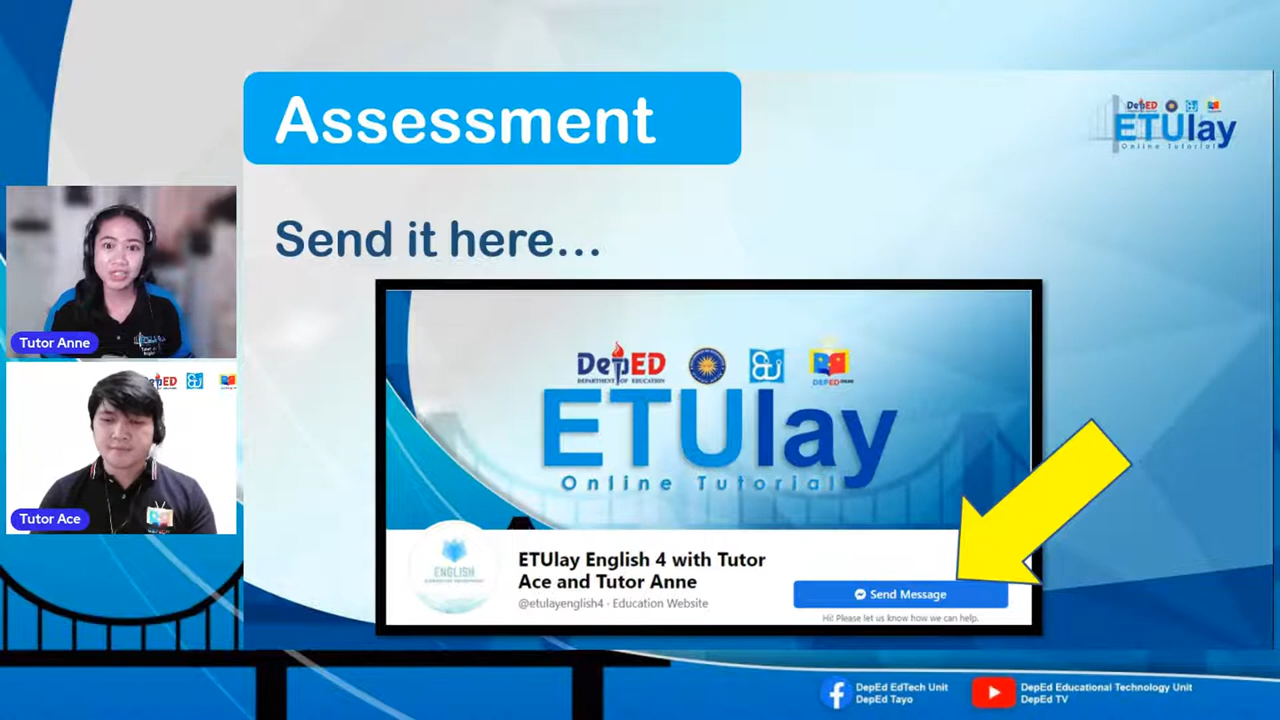 Assessment
DepED
ETUlay
Online Tutorial
Send it here...
Tutor Anne
Tutor Ace
DepED
DEPARTMENT OF EDUCATION
DEPED
ETUlay
Online Tutorial
ENGLISH
ETUlay English 4 with Tutor
Ace and Tutor Anne
@etulayenglish4 · Education Website
Send Message
Hi! Please let us know how we can help.
DepEd EdTech Unit
DepEd Tayo
DepEd Educational Technology Unit
DepEd TV